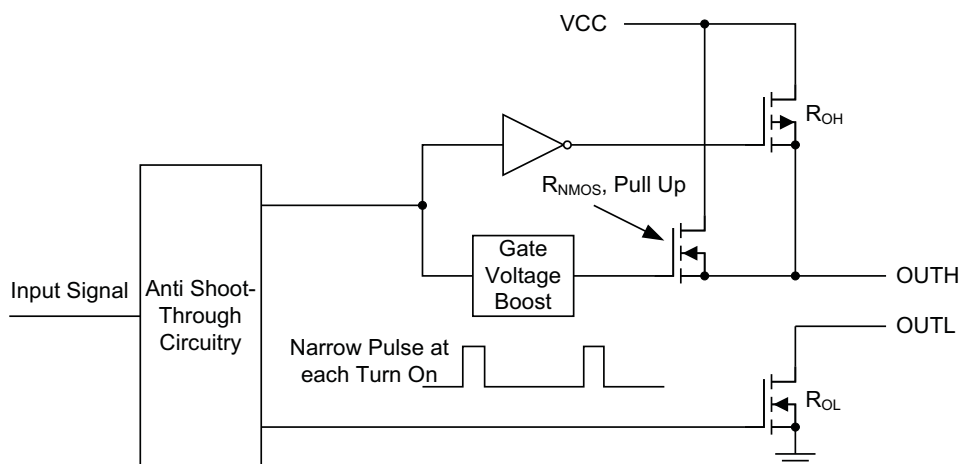 VCC
R_OH
R_NMOS, Pull Up
Gate
Voltage
Boost
OUTH
Input Signal
Anti Shoot-
Through
Circuitry
OUTL
Narrow Pulse at
each Turn On
R_OL